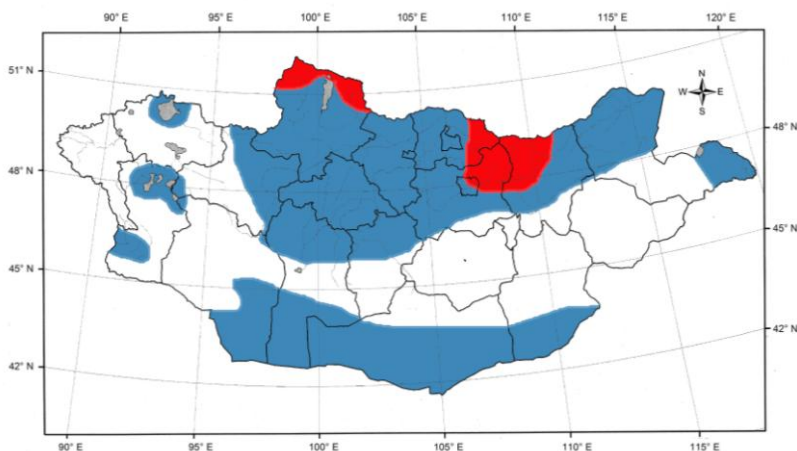 90° E 95° E 100° E 105° E 110° E 115° E 120° E
51° N
N
W E
S
48° N 48° N
45° N 45° N
42° N 42° N
90° E 95° E 100° E 105° E 110° E 115° E